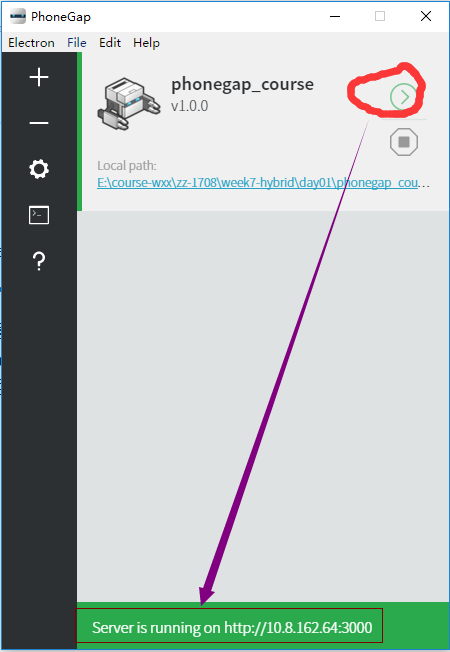 PhoneGap
Electron File Edit Help
phonegap_course
v1.0.0
Local path:
E:\course-wxx\zz-1708\week7-hybrid\day01\phonegap_cou...
Server is running on http://10.8.162.64:3000